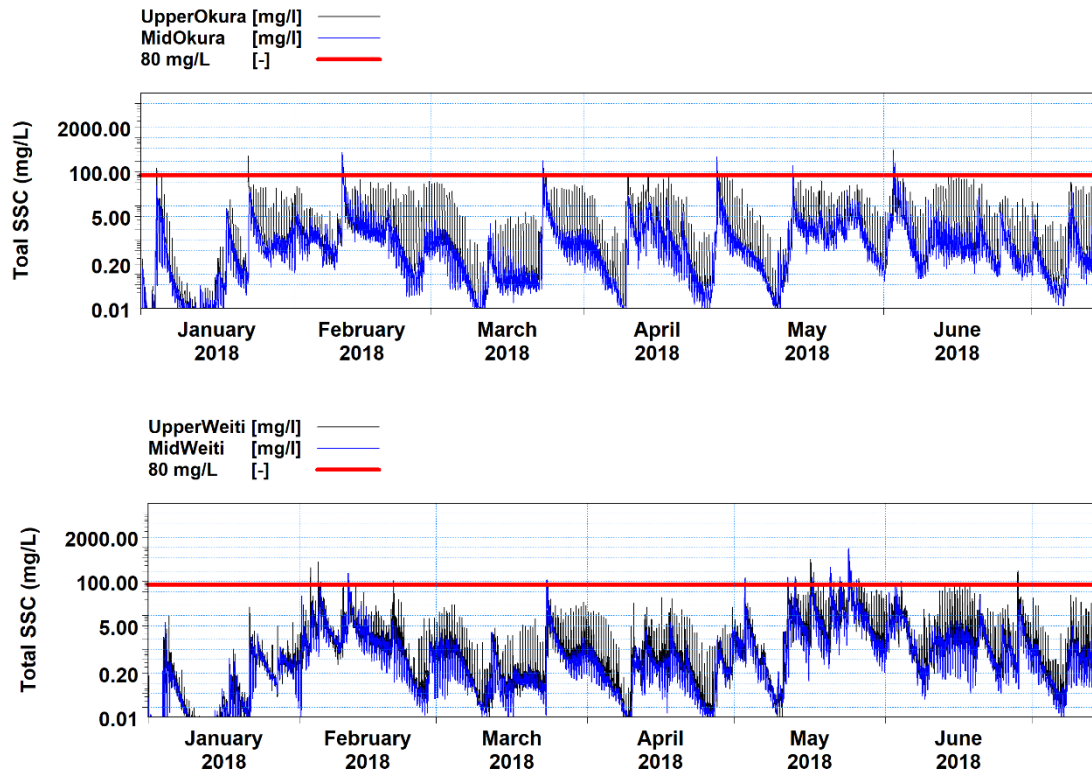 UpperOkura [mg/l]
MidOkura [mg/l]
80 mg/L [-]
Toal SSC (mg/L)
2000.00
100.00
5.00
0.20
0.01
January February March April May June
2018 2018 2018 2018 2018 2018
UpperWeiti [mg/l]
MidWeiti [mg/l]
80 mg/L [-]
Total SSC (mg/L)
2000.00
100.00
5.00
0.20
0.01
January February March April May June
2018 2018 2018 2018 2018 2018